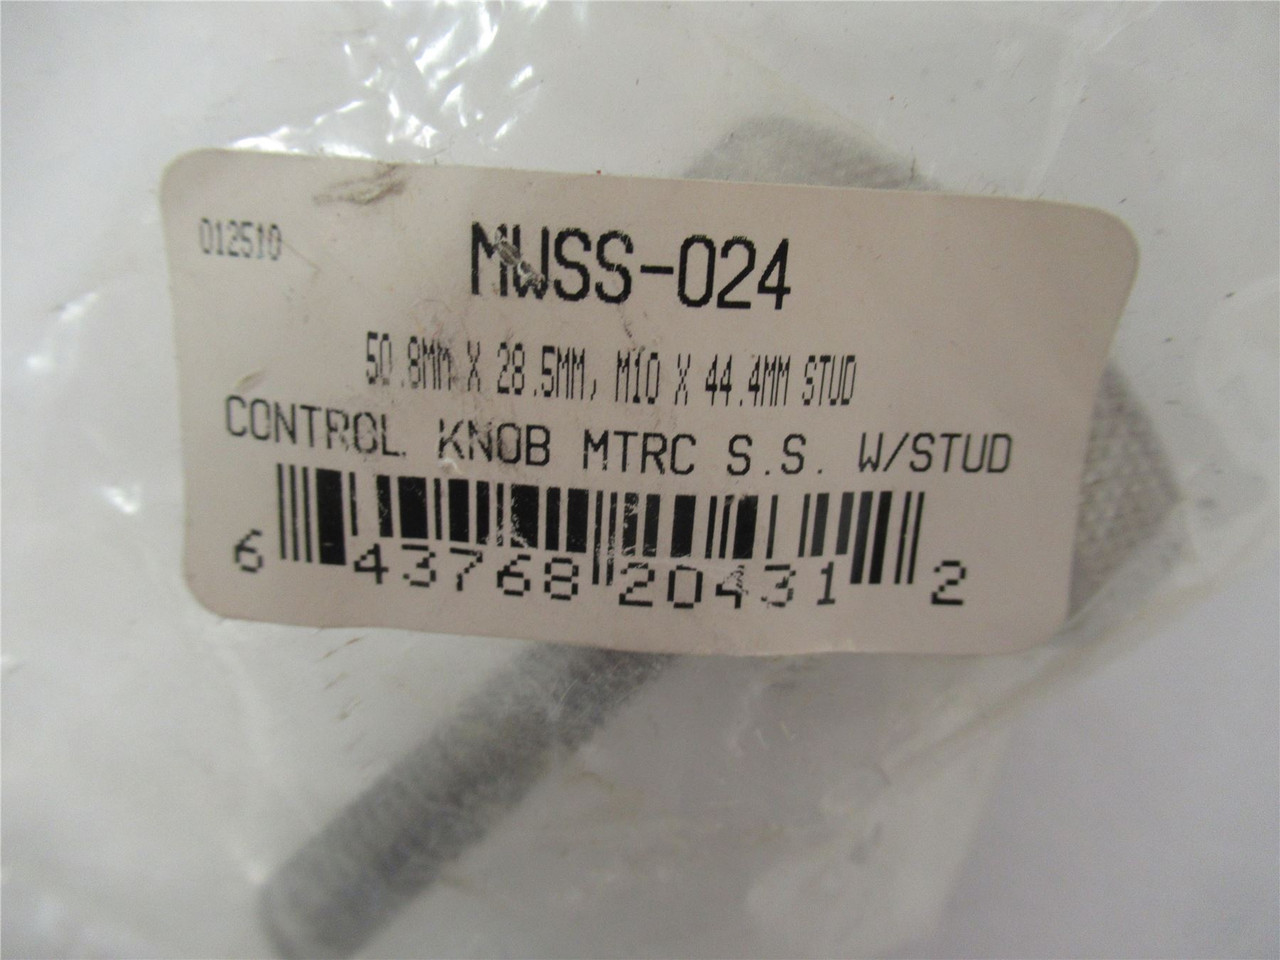 012510
MWSS-024
50.8MM X 28.5MM, M10 X 44.4MM STUD
CONTROL KNOB MTRC S.S. W/STUD
6 43768 20431 2